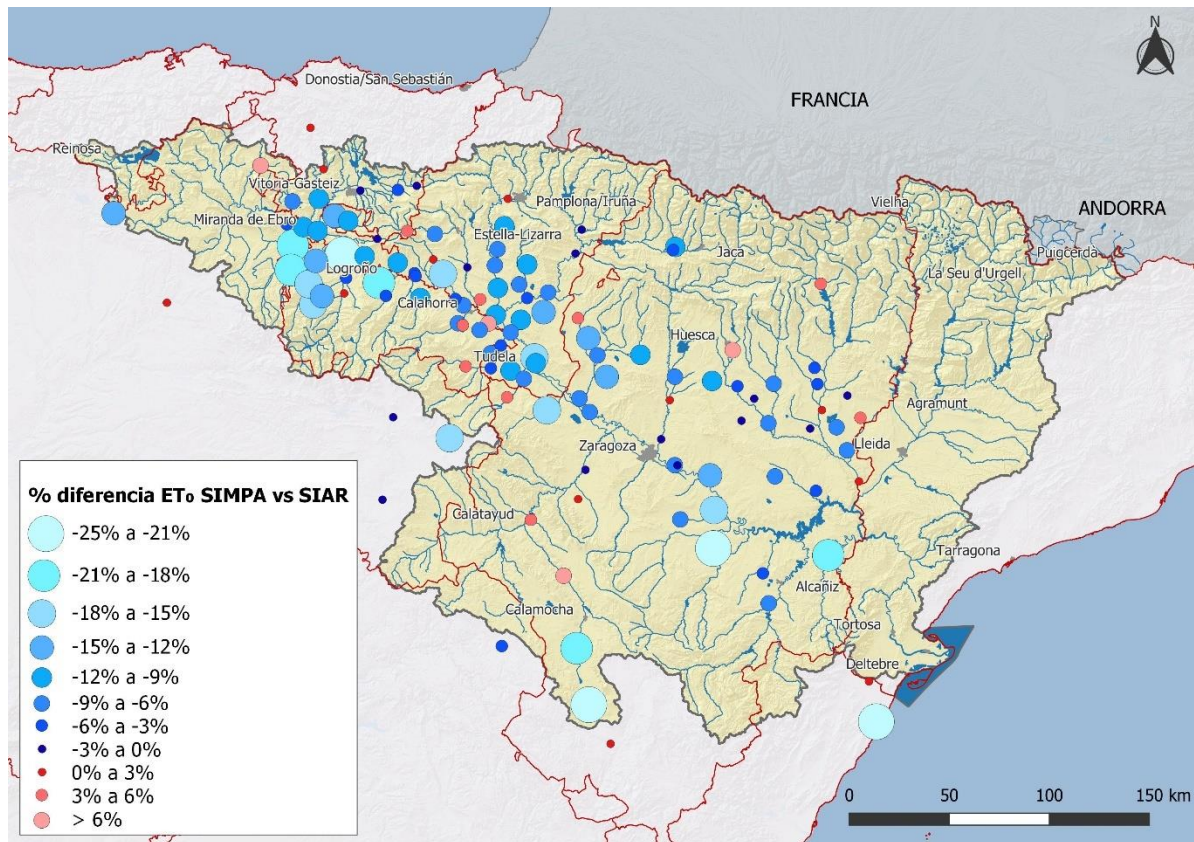 N
Donostia/San Sebastián
FRANCIA
Reinosa
Vitoria-Gasteiz
Pamplona/Iruña
Vielha
ANDORRA
Miranda de Ebro
Estella-Lizarra
Puigcerdà
Jaca
La Seu d'Urgell
Logroño
Calahorra
Huesca
Tudela
Agramunt
Zaragoza
Lleida
% diferencia ET₀ SIMPA vs SIAR
-25% a -21%
-21% a -18%
-18% a -15%
-15% a -12%
-12% a -9%
-9% a -6%
-6% a -3%
-3% a 0%
0% a 3%
3% a 6%
> 6%
Calatayud
Tarragona
Alcañiz
Calamocha
Tortosa
Deltebre
0 50 100 150 km